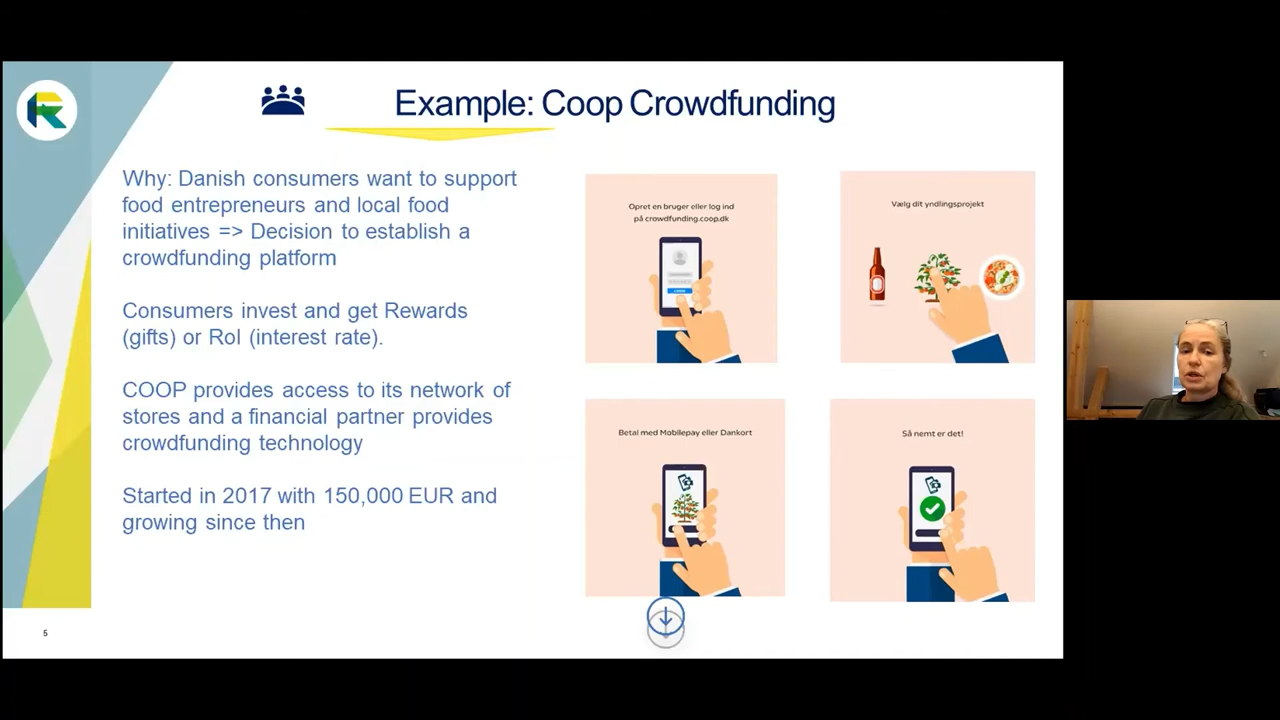 Example: Coop Crowdfunding
Why: Danish consumers want to support
food entrepreneurs and local food
initiatives => Decision to establish a
crowdfunding platform
Consumers invest and get Rewards
(gifts) or RoI (interest rate).
COOP provides access to its network of
stores and a financial partner provides
crowdfunding technology
Started in 2017 with 150,000 EUR and
growing since then
Opret en bruger eller log ind
på crowdfunding.coop.dk
Vælg dit yndlingsprojekt
Betal med Mobilepay eller Dankort
Så nemt er det!
5